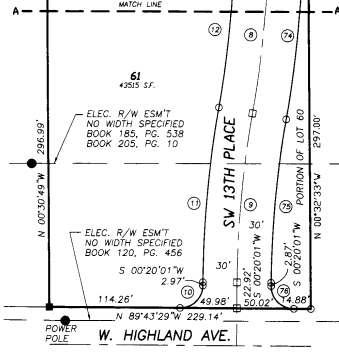 MATCH LINE
A A
12
8
74
61
43515 S.F.
ELEC. R/W ESM'T
NO WIDTH SPECIFIED
BOOK 185, PG. 538
BOOK 205, PG. 10
296.99'
N 00°30'49"W
SW 13TH PLACE
PORTION OF LOT 60
297.00'
N 00°32'33"W
11
9
75
30'
30'
ELEC. R/W ESM'T
NO WIDTH SPECIFIED
BOOK 120, PG. 456
S 00°20'01"W
2.97'
22.92'
S 00°20'01"W
2.87'
S 00°20'01"W
10
76
114.26'
49.98'
50.02'
14.88'
N 89°43'29"W 229.14'
POWER
POLE
W. HIGHLAND AVE.